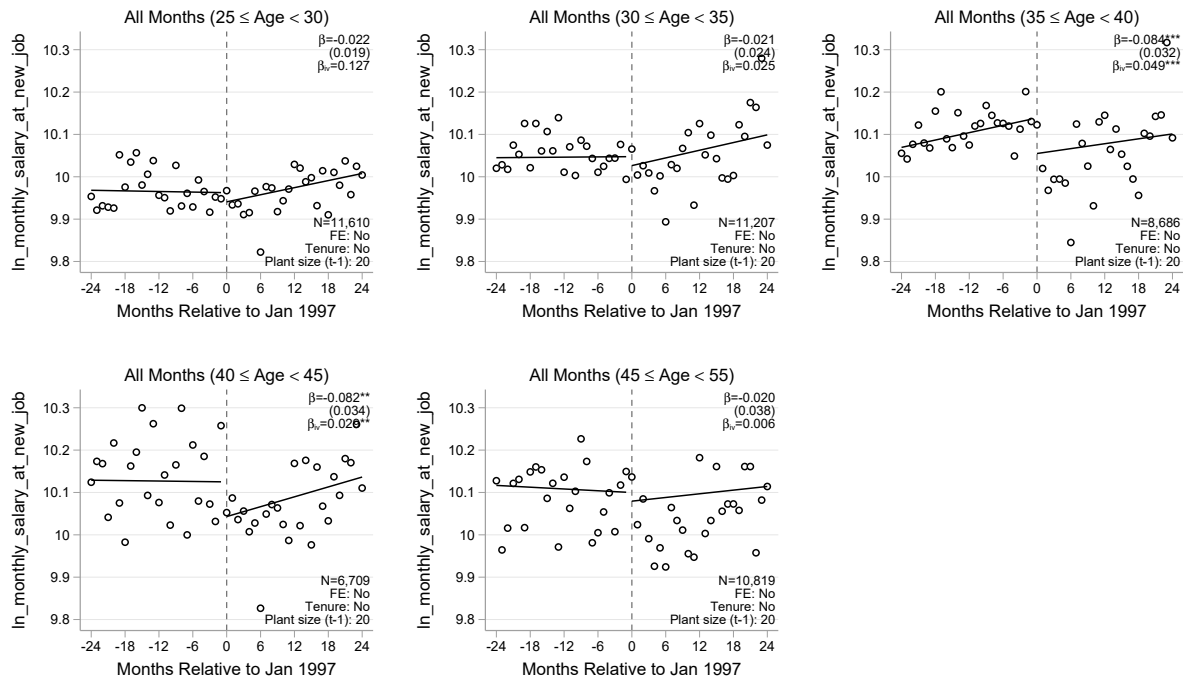 All Months (25 ≤ Age < 30)
β=-0.022
(0.019)
βiv=0.127
ln_monthly_salary_at_new_job
10.3
10.2
10.1
10
9.9
9.8
N=11,610
FE: No
Tenure: No
Plant size (t-1): 20
-24 -18 -12 -6 0 6 12 18 24
Months Relative to Jan 1997
All Months (30 ≤ Age < 35)
β=-0.021
(0.024)
βiv=0.025
ln_monthly_salary_at_new_job
10.3
10.2
10.1
10
9.9
9.8
N=11,207
FE: No
Tenure: No
Plant size (t-1): 20
-24 -18 -12 -6 0 6 12 18 24
Months Relative to Jan 1997
All Months (35 ≤ Age < 40)
β=-0.084***
(0.032)
βiv=0.049***
ln_monthly_salary_at_new_job
10.3
10.2
10.1
10
9.9
9.8
N=8,686
FE: No
Tenure: No
Plant size (t-1): 20
-24 -18 -12 -6 0 6 12 18 24
Months Relative to Jan 1997
All Months (40 ≤ Age < 45)
β=-0.082**
(0.034)
ln_monthly_salary_at_new_job
10.3
10.2
10.1
10
9.9
9.8
N=6,709
FE: No
Tenure: No
Plant size (t-1): 20
-24 -18 -12 -6 0 6 12 18 24
Months Relative to Jan 1997
All Months (45 ≤ Age < 55)
β=-0.020
(0.038)
βiv=0.006
ln_monthly_salary_at_new_job
10.3
10.2
10.1
10
9.9
9.8
N=10,819
FE: No
Tenure: No
Plant size (t-1): 20
-24 -18 -12 -6 0 6 12 18 24
Months Relative to Jan 1997